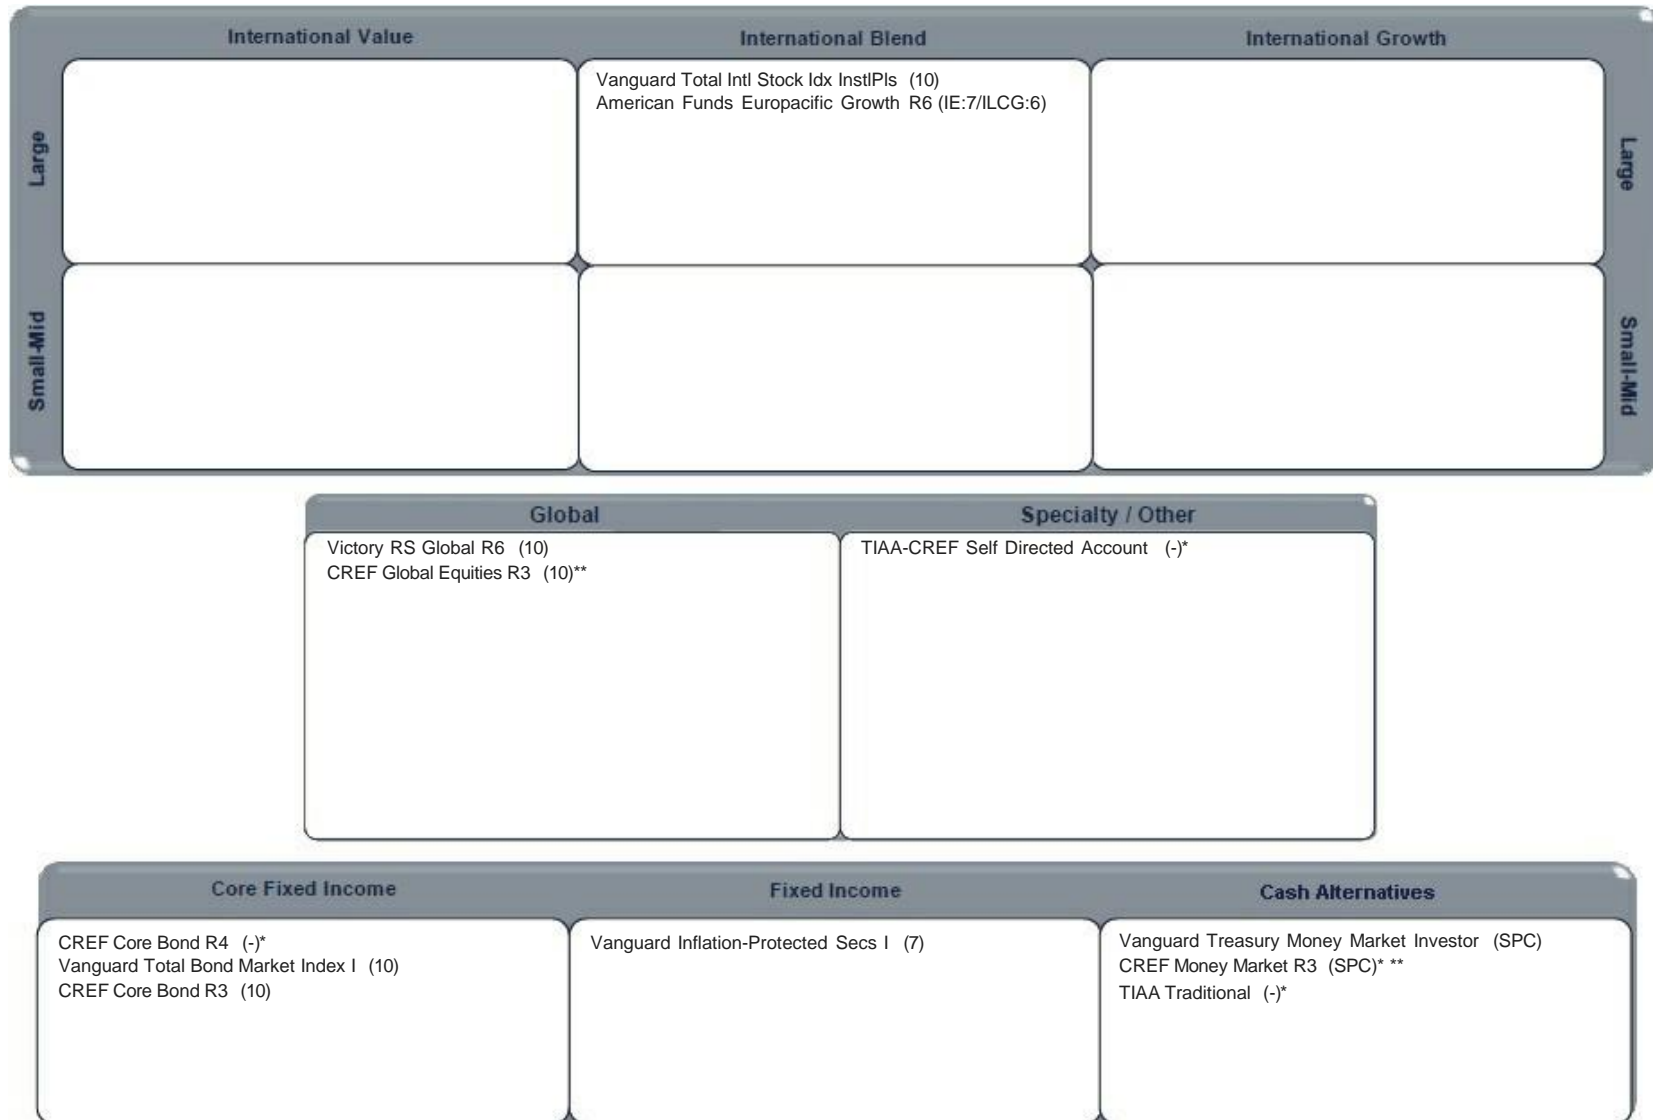 International Value
International Blend
International Growth
Large
Vanguard Total Intl Stock Idx InstlPls (10)
American Funds Europacific Growth R6 (IE:7/ILCG:6)
Large
Small-Mid
Small-Mid
Global
Specialty / Other
Victory RS Global R6 (10)
CREF Global Equities R3 (10)**
TIAA-CREF Self Directed Account (-)*
Core Fixed Income
Fixed Income
Cash Alternatives
CREF Core Bond R4 (-)*
Vanguard Total Bond Market Index I (10)
CREF Core Bond R3 (10)
Vanguard Inflation-Protected Secs I (7)
Vanguard Treasury Money Market Investor (SPC)
CREF Money Market R3 (SPC)* **
TIAA Traditional (-)*